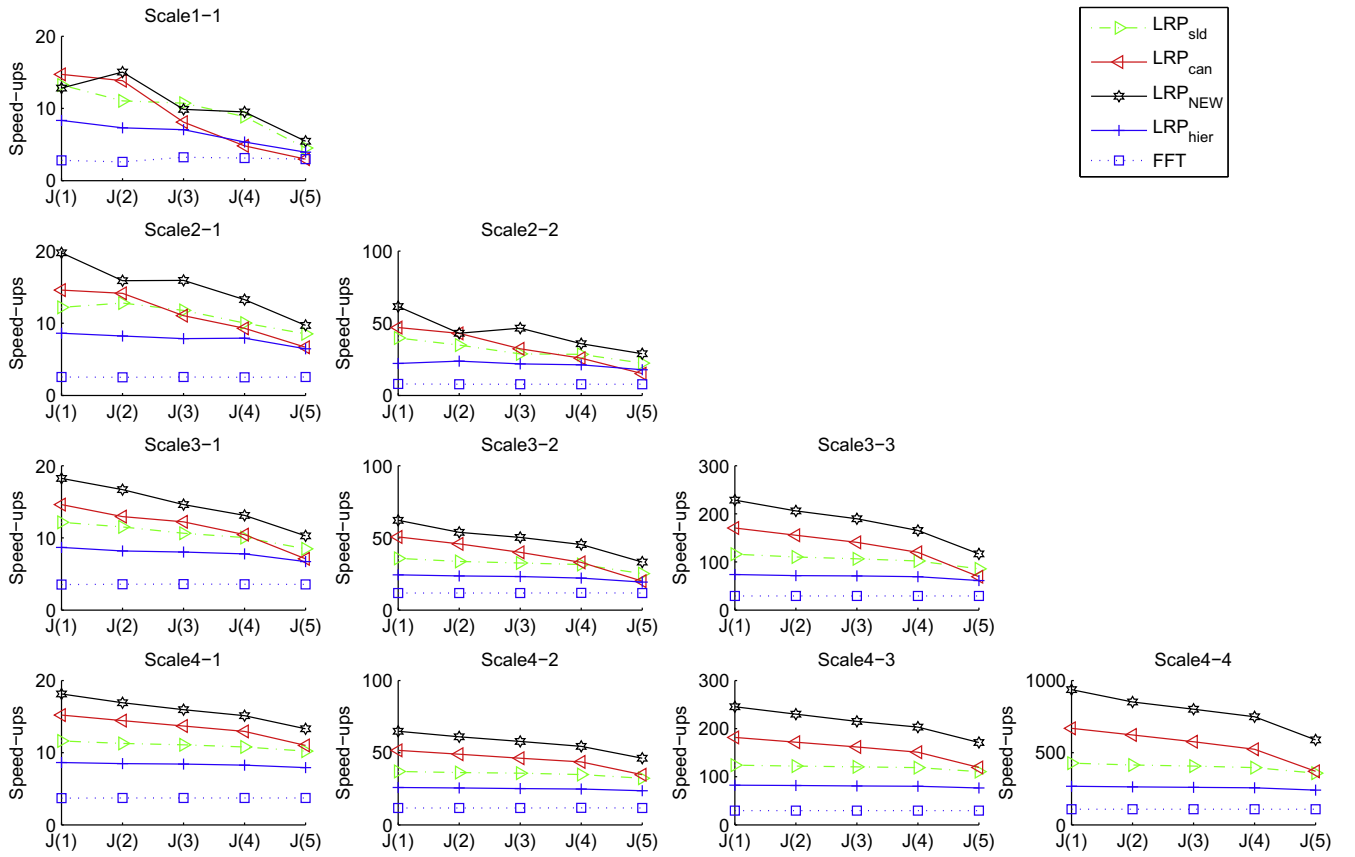 Scale1-1
Speed-ups
20
10
0
J(1) J(2) J(3) J(4) J(5)
LRP_sld
LRP_can
LRP_NEW
LRP_hier
FFT
Scale2-1
Speed-ups
20
10
0
J(1) J(2) J(3) J(4) J(5)
Scale2-2
Speed-ups
100
50
0
J(1) J(2) J(3) J(4) J(5)
Scale3-1
Speed-ups
20
10
0
J(1) J(2) J(3) J(4) J(5)
Scale3-2
Speed-ups
100
50
0
J(1) J(2) J(3) J(4) J(5)
Scale3-3
Speed-ups
300
200
100
0
J(1) J(2) J(3) J(4) J(5)
Scale4-1
Speed-ups
20
10
0
J(1) J(2) J(3) J(4) J(5)
Scale4-2
Speed-ups
100
50
0
J(1) J(2) J(3) J(4) J(5)
Scale4-3
Speed-ups
300
200
100
0
J(1) J(2) J(3) J(4) J(5)
Scale4-4
Speed-ups
1000
500
0
J(1) J(2) J(3) J(4) J(5)